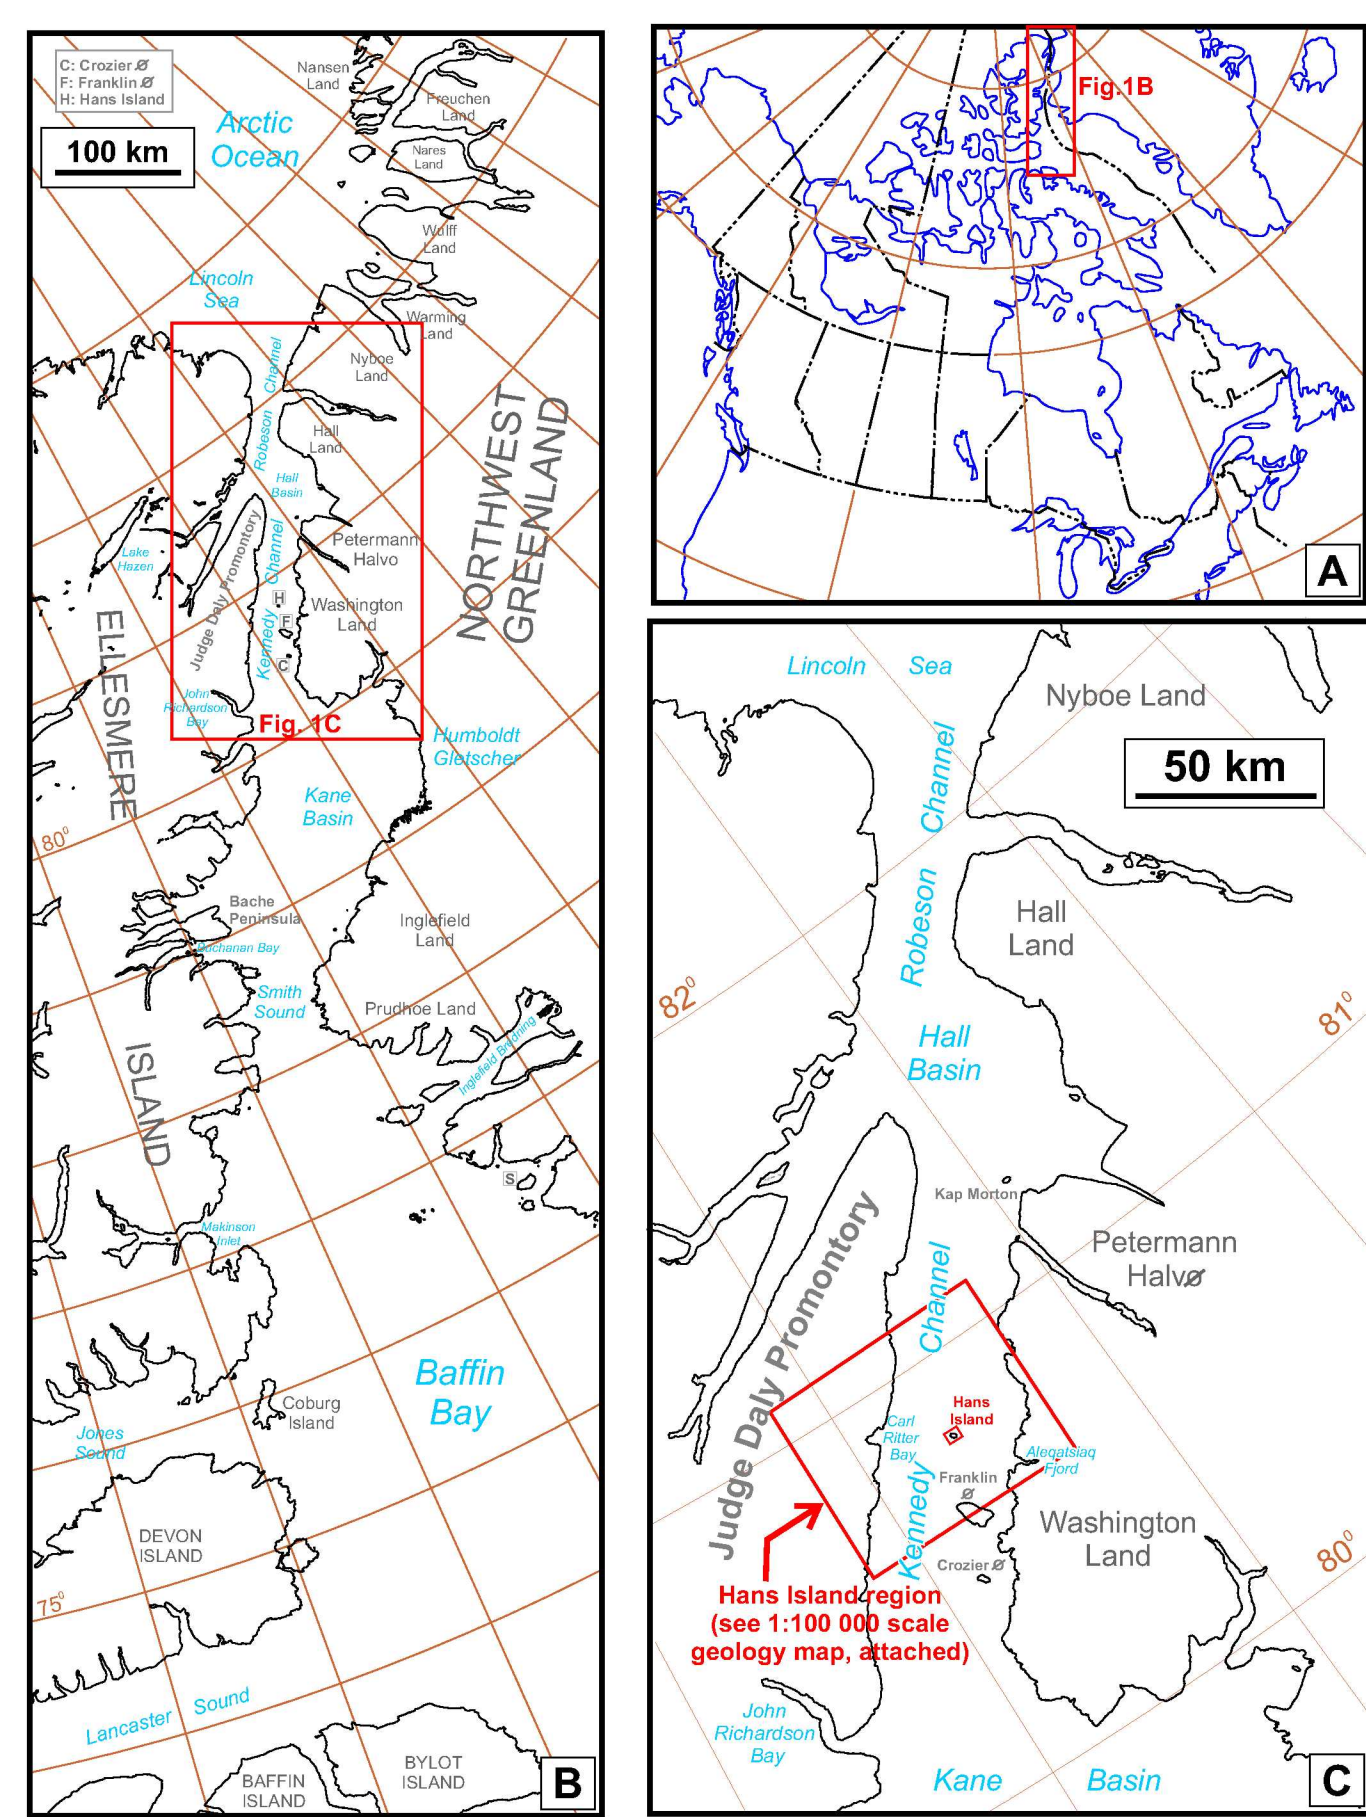 C: Crozier Ø
F: Franklin Ø
H: Hans Island
100 km
Arctic
Ocean
Nansen
Land
Freuchen
Land
Nares
Land
Wulff
Land
Lincoln
Sea
Warming
Land
Nyboe
Land
Robeson Channel
Hall
Land
Hall
Basin
NORTHWEST
GREENLAND
Lake
Hazen
Judge Daly Promontory
Kennedy Channel
Petermann
Halvo
H
F
C
Washington
Land
ELLESMERE
John
Richardson
Bay
Fig. 1C
Humboldt
Gletscher
Kane
Basin
80⁰
Bache
Peninsula
Buchanan Bay
Inglefield
Land
Smith
Sound
Prudhoe Land
Inglefield Bredning
ISLAND
S
Makinson
Inlet
Baffin
Bay
Coburg
Island
Jones
Sound
DEVON
ISLAND
75⁰
Lancaster Sound
BAFFIN
ISLAND
BYLOT
ISLAND
B
Fig.1B
A
Lincoln Sea
Nyboe Land
50 km
Robeson Channel
Hall
Land
82⁰
81⁰
Hall
Basin
Kap Morton
Judge Daly Promontory
Petermann
Halvø
Kennedy Channel
Hans
Island
Carl
Ritter
Bay
Aleqatsiaq
Fjord
Franklin
Ø
Washington
Land
Crozier Ø
80⁰
Hans Island region
(see 1:100 000 scale
geology map, attached)
John
Richardson
Bay
Kane Basin
C